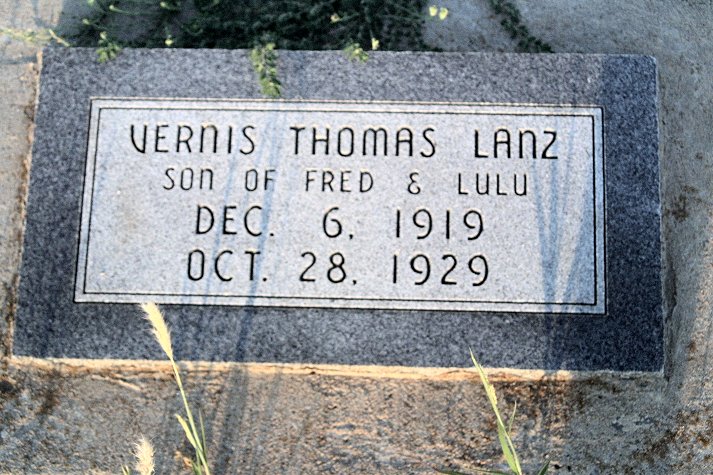 VERNIS THOMAS LANZ
SON OF FRED & LULU
DEC. 6, 1919
OCT. 28, 1929